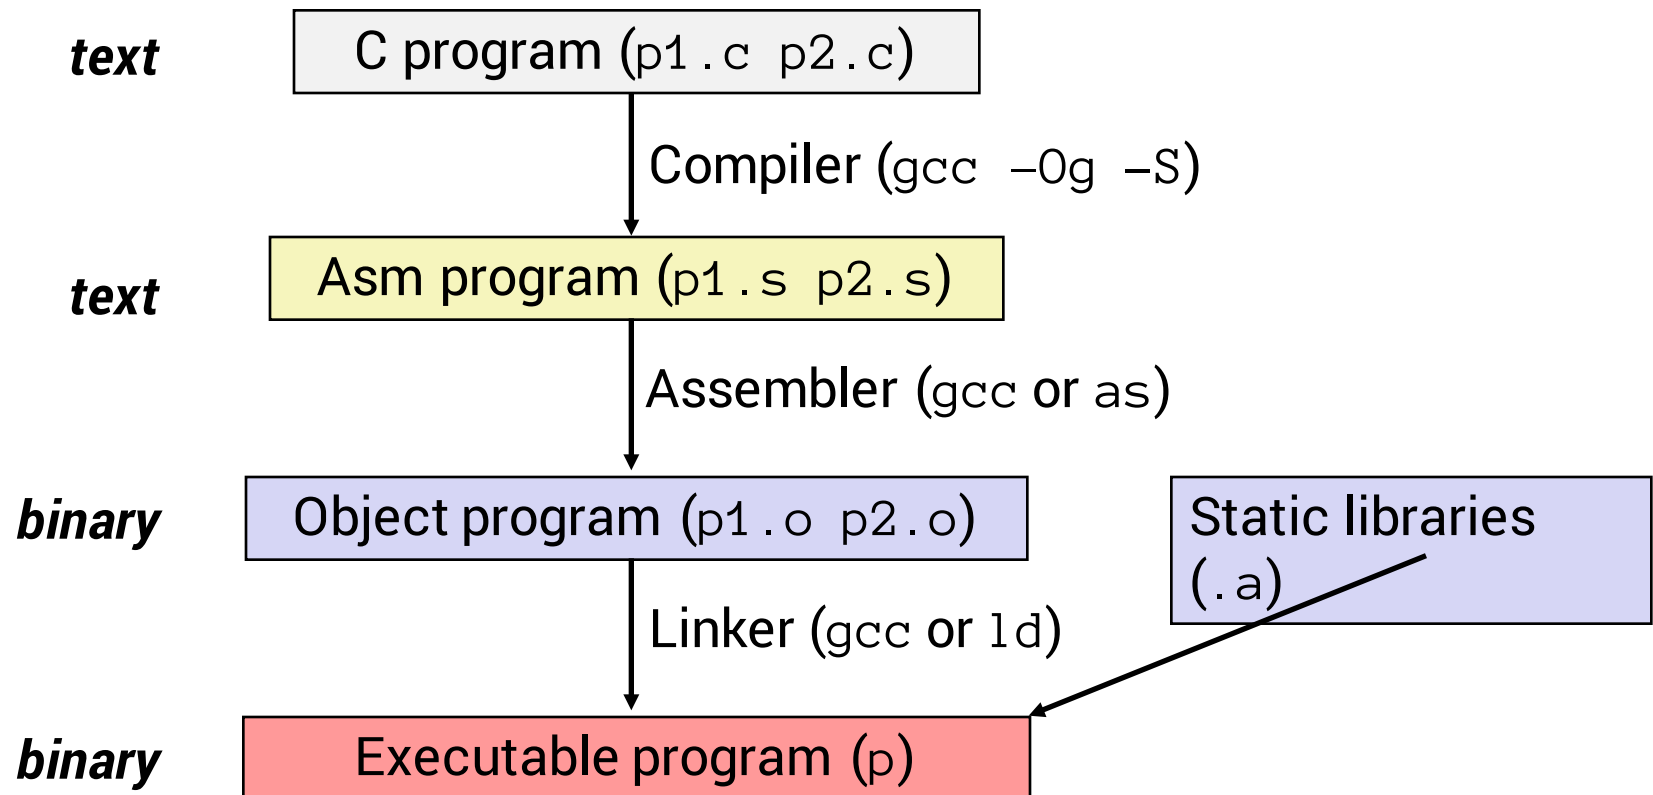 text
C program (p1.c p2.c)
Compiler (gcc –Og –S)
text
Asm program (p1.s p2.s)
Assembler (gcc or as)
binary
Object program (p1.o p2.o)
Static libraries
(.a)
Linker (gcc or ld)
binary
Executable program (p)